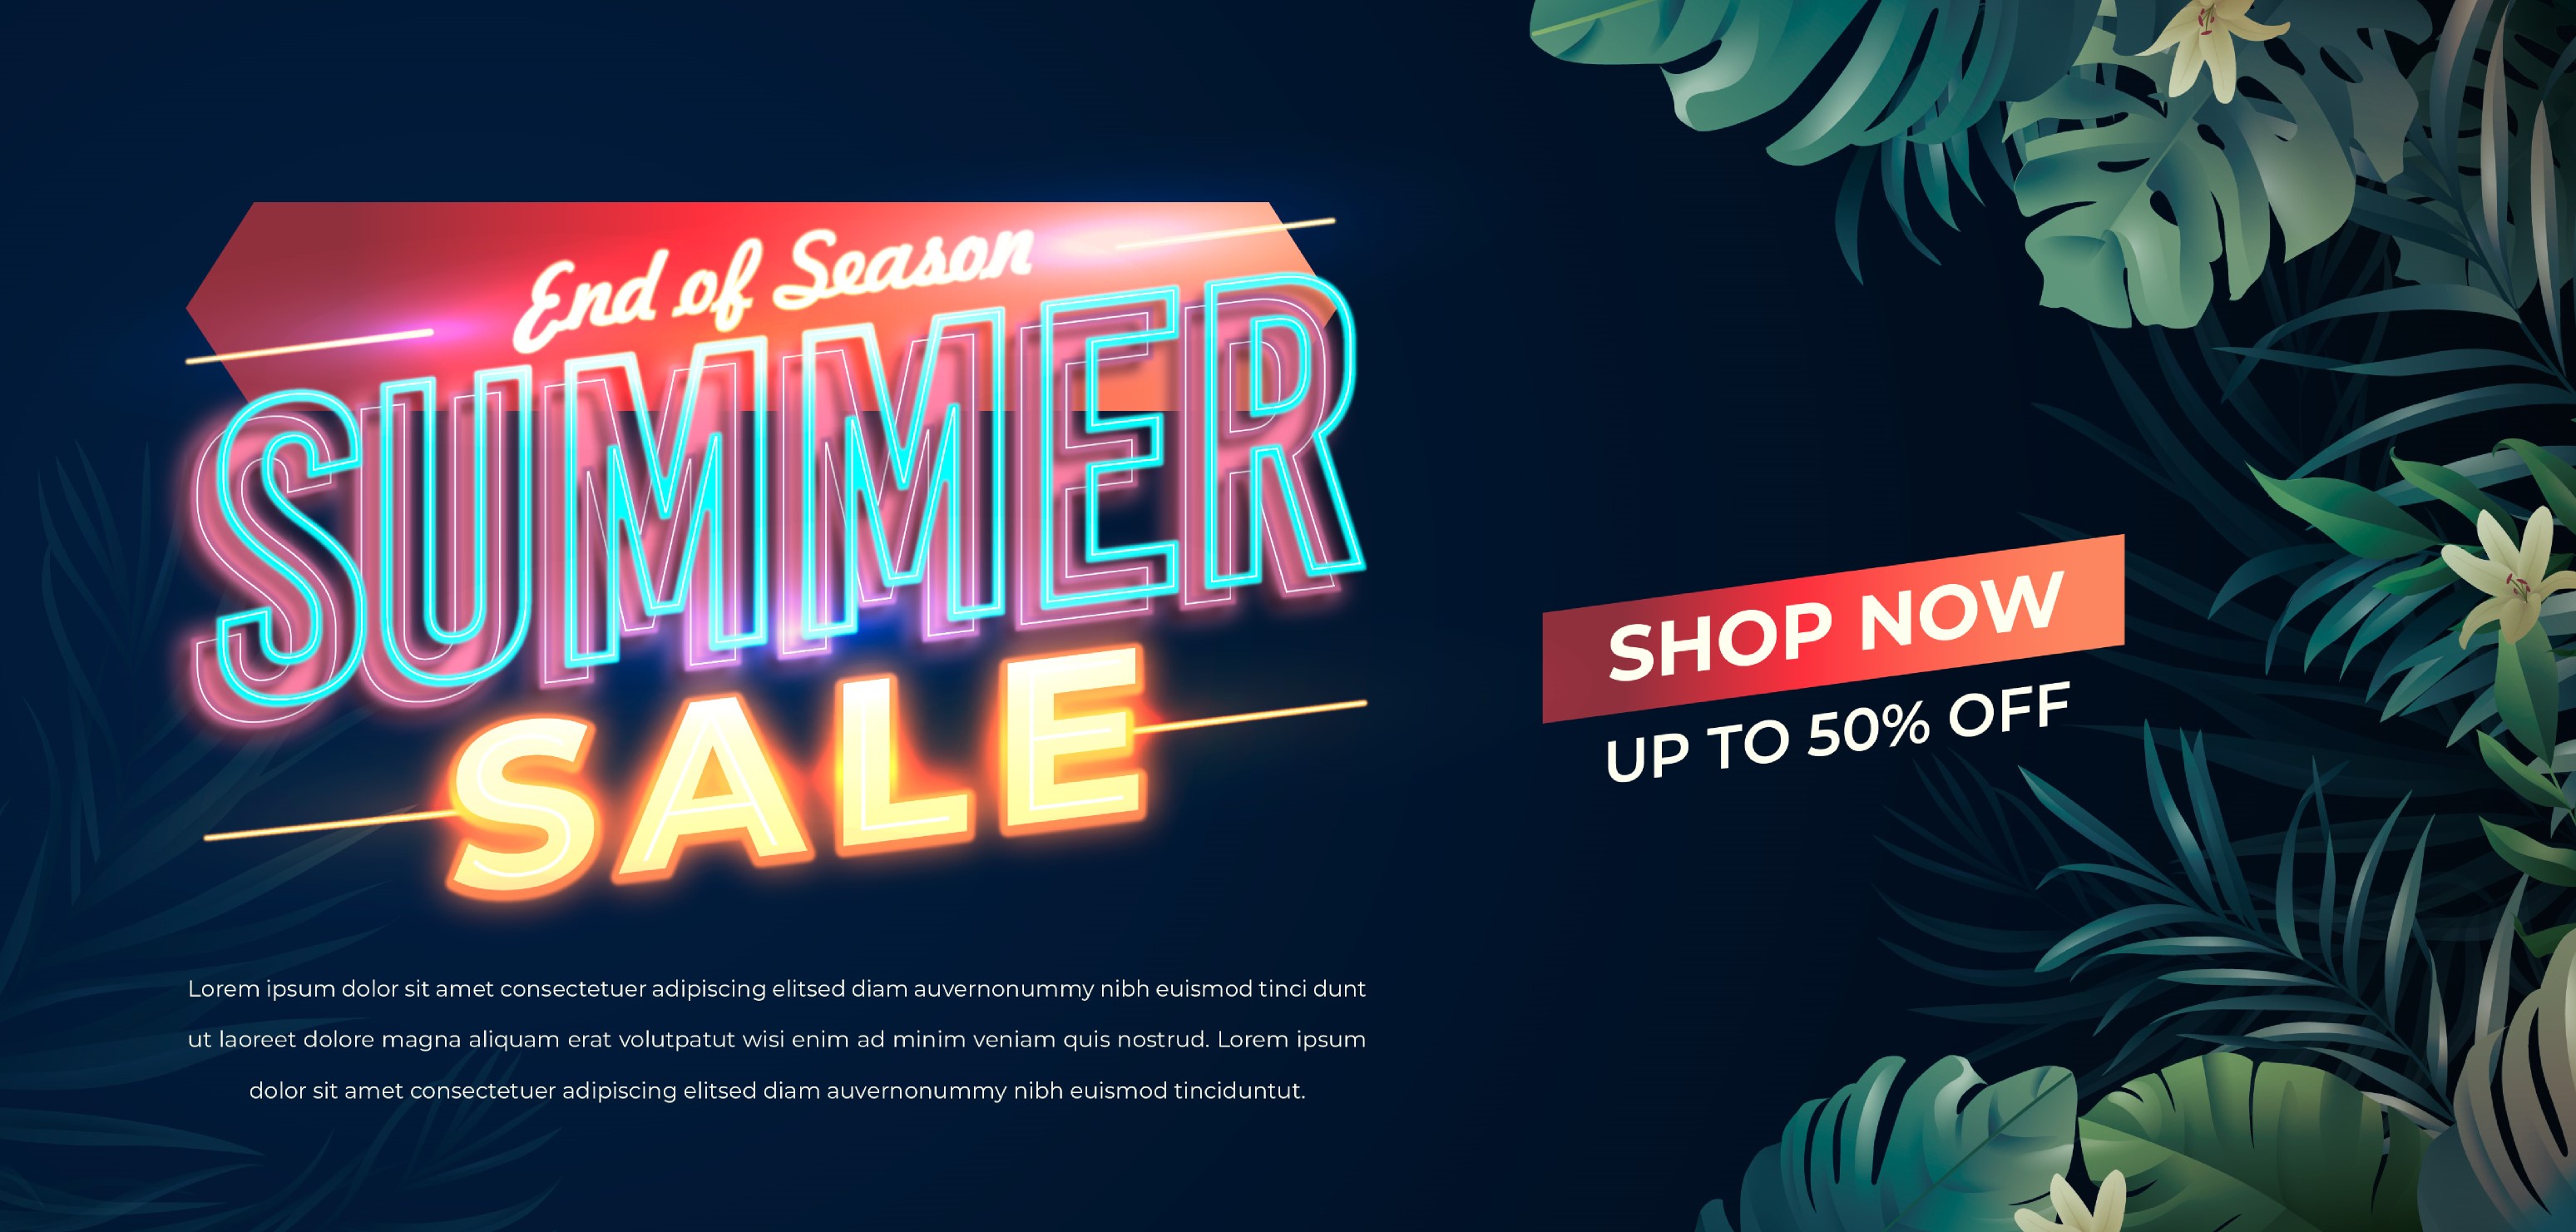 End of Season
SUMMER
SALE
SHOP NOW
UP TO 50% OFF
Lorem ipsum dolor sit amet consectetuer adipiscing elitsed diam auvernonummy nibh euismod tinci dunt
ut laoreet dolore magna aliquam erat volutpatut wisi enim ad minim veniam quis nostrud. Lorem ipsum
dolor sit amet consectetuer adipiscing elitsed diam auvernonummy nibh euismod tinciduntut.